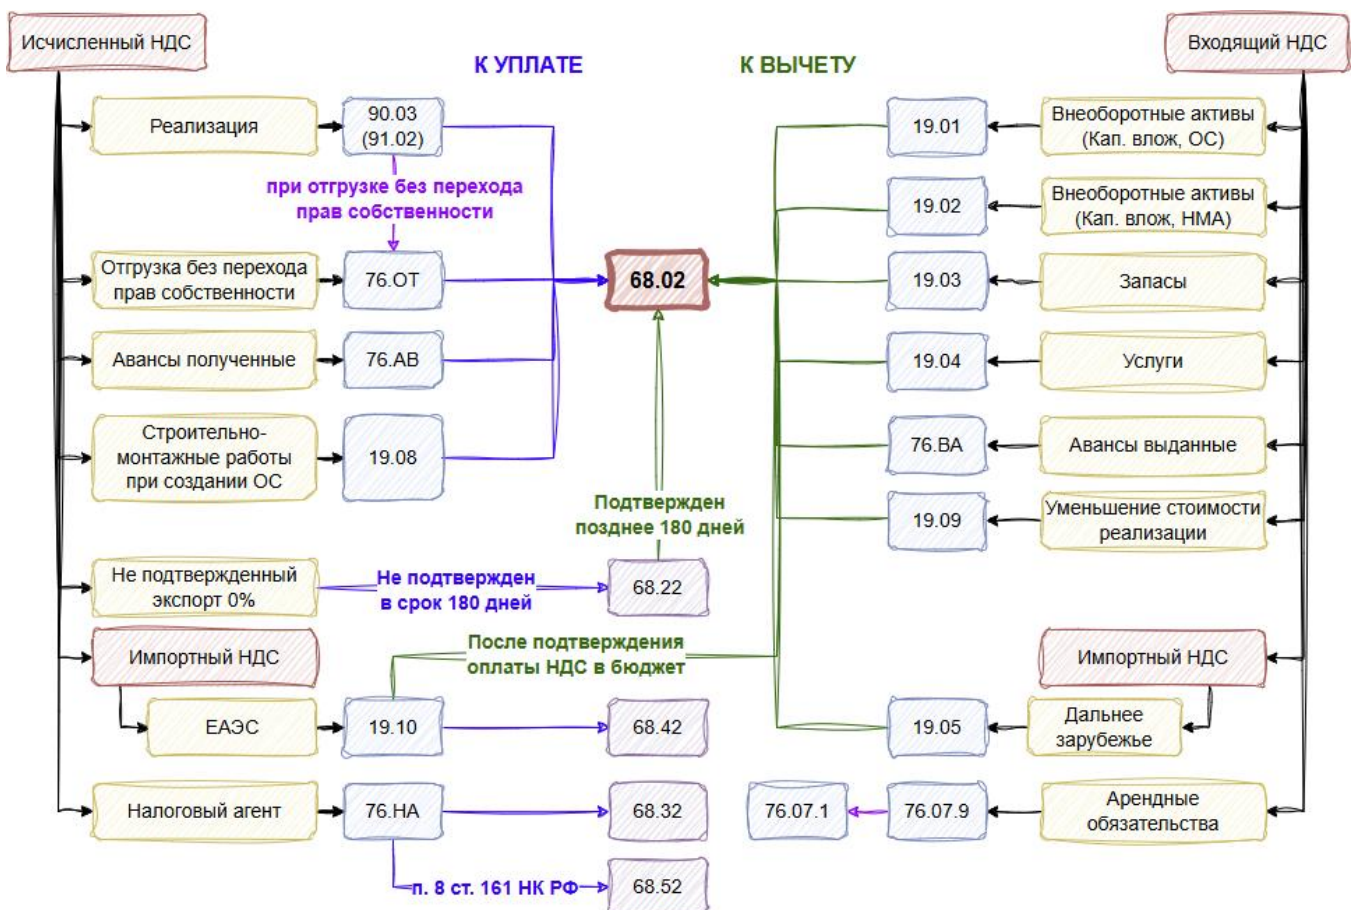 Исчисленный НДС
Входящий НДС
К УПЛАТЕ
К ВЫЧЕТУ
Реализация
90.03
(91.02)
19.01
Внеоборотные активы
(Кап. влож, ОС)
при отгрузке без перехода
прав собственности
19.02
Внеоборотные активы
(Кап. влож, НМА)
Отгрузка без перехода
прав собственности
76.ОТ
68.02
19.03
Запасы
Авансы полученные
76.АВ
19.04
Услуги
Строительно-
монтажные работы
при создании ОС
19.08
76.ВА
Авансы выданные
Подтвержден
позднее 180 дней
19.09
Уменьшение стоимости
реализации
Не подтвержденный
экспорт 0%
Не подтвержден
в срок 180 дней
68.22
Импортный НДС
После подтверждения
оплаты НДС в бюджет
Импортный НДС
ЕАЭС
19.10
68.42
19.05
Дальнее
зарубежье
Налоговый агент
76.НА
68.32
76.07.1
76.07.9
Арендные
обязательства
п. 8 ст. 161 НК РФ
68.52